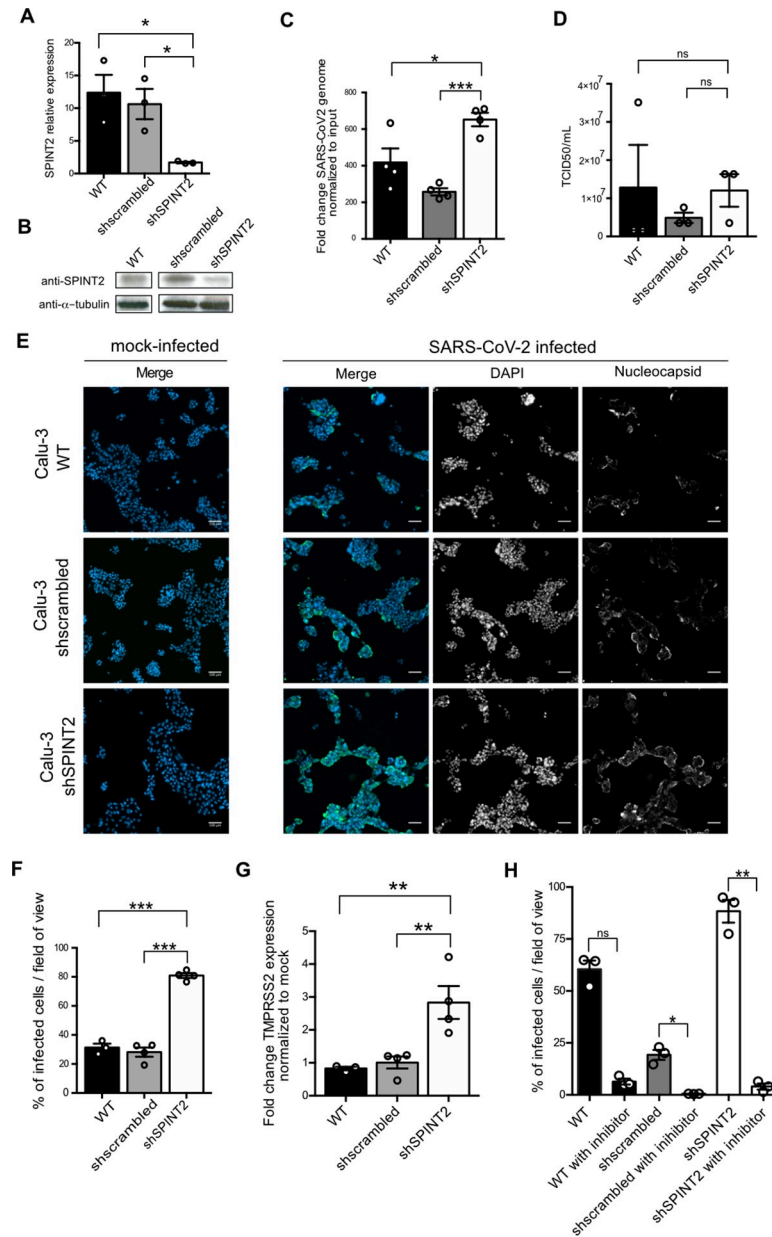 A
SPINT2 relative expression
20
15
10
5
0
*
*
WT
shscrambled
shSPINT2
B
WT
shscrambled
shSPINT2
anti-SPINT2
anti-α-tubulin
C
Fold change SARS-CoV2 genome
normalized to input
800
600
400
200
0
*
***
WT
shscrambled
shSPINT2
D
TCID50/mL
4×10⁷
3×10⁷
2×10⁷
1×10⁷
0
ns
ns
WT
shscrambled
shSPINT2
E
mock-infected
SARS-CoV-2 infected
Merge
Merge
DAPI
Nucleocapsid
Calu-3
WT
Calu-3
shscrambled
Calu-3
shSPINT2
F
% of infected cells / field of view
100
80
60
40
20
0
***
***
WT
shscrambled
shSPINT2
G
Fold change TMPRSS2 expression
normalized to mock
5
4
3
2
1
0
**
**
WT
shscrambled
shSPINT2
H
% of infected cells / field of view
100
75
50
25
0
ns
*
**
WT
WT with inhibitor
shscrambled
shscrambled with inhibitor
shSPINT2
shSPINT2 with inhibitor